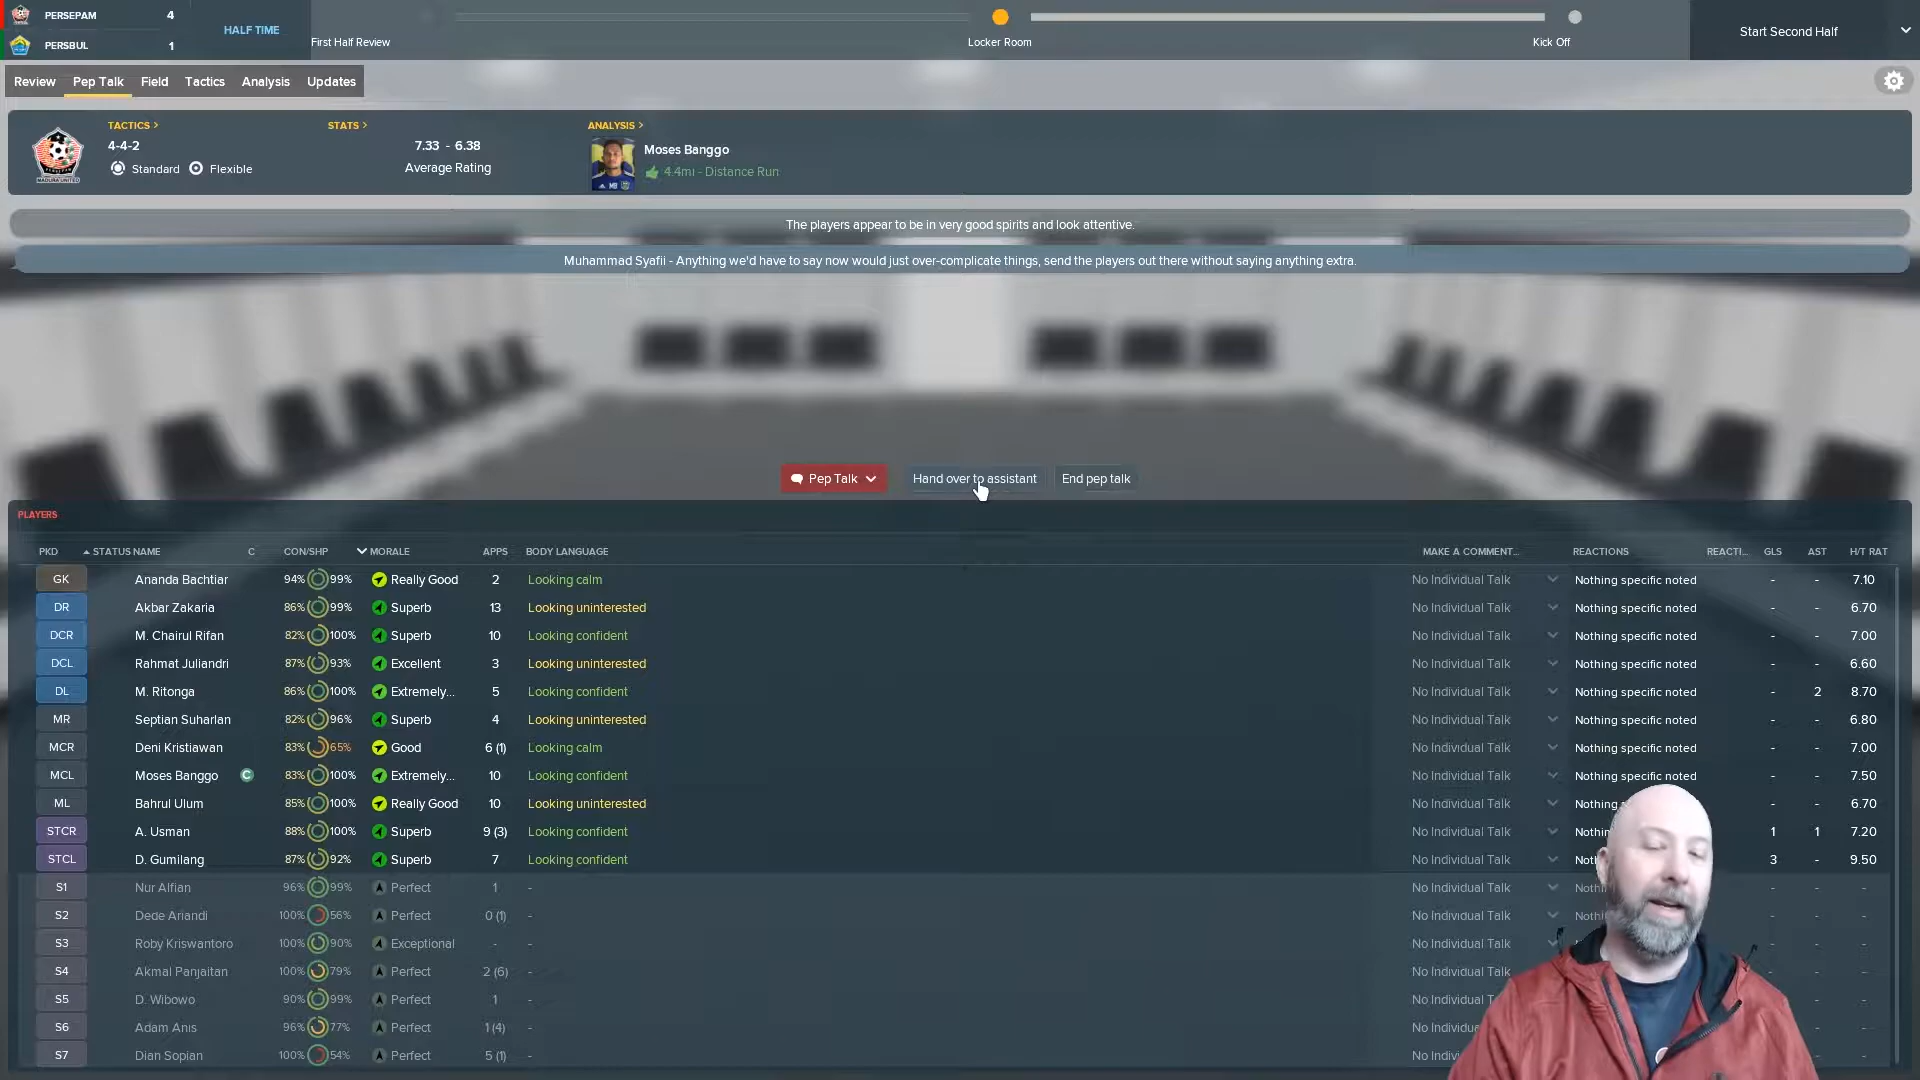 PERSEPAM 4
PERSBUL 1
HALF TIME
First Half Review
Locker Room
Kick Off
Start Second Half
Review Pep Talk Field Tactics Analysis Updates
TACTICS >
4-4-2
Standard Flexible
STATS >
7.33 - 6.38
Average Rating
ANALYSIS >
Moses Banggo
4.4mi - Distance Run
MADURA UNITED
The players appear to be in very good spirits and look attentive.
Muhammad Syafii - Anything we'd have to say now would just over-complicate things, send the players out there without saying anything extra.
Pep Talk Hand over to assistant End pep talk
PLAYERS
PKD STATUS NAME C CON/SHP MORALE APPS BODY LANGUAGE MAKE A COMMENT... REACTIONS REACTI... GLS AST H/T RAT
GK Ananda Bachtiar 94% 99% Really Good 2 Looking calm No Individual Talk Nothing specific noted - - 7.10
DR Akbar Zakaria 86% 99% Superb 13 Looking uninterested No Individual Talk Nothing specific noted - - 6.70
DCR M. Chairul Rifan 82% 100% Superb 10 Looking confident No Individual Talk Nothing specific noted - - 7.00
DCL Rahmat Juliandri 87% 93% Excellent 3 Looking uninterested No Individual Talk Nothing specific noted - - 6.60
DL M. Ritonga 86% 100% Extremely... 5 Looking confident No Individual Talk Nothing specific noted - 2 8.70
MR Septian Suharlan 82% 96% Superb 4 Looking uninterested No Individual Talk Nothing specific noted - - 6.80
MCR Deni Kristiawan 83% 65% Good 6 (1) Looking calm No Individual Talk Nothing specific noted - - 7.00
MCL Moses Banggo C 83% 100% Extremely... 10 Looking confident No Individual Talk Nothing specific noted - - 7.50
ML Bahrul Ulum 85% 100% Really Good 10 Looking uninterested No Individual Talk Nothing - - 6.70
STCR A. Usman 88% 100% Superb 9 (3) Looking confident No Individual Talk Nothin 1 1 7.20
STCL D. Gumilang 87% 92% Superb 7 Looking confident No Individual Talk Noth 3 - 9.50
S1 Nur Alfian 96% 99% Perfect 1 - No Individual Talk Nothi - - -
S2 Dede Ariandi 100% 56% Perfect 0 (1) - No Individual Talk Noth - - -
S3 Roby Kriswantoro 100% 90% Exceptional - - No Individual Talk - - -
S4 Akmal Panjaitan 100% 79% Perfect 2 (6) - No Individual Talk - - -
S5 D. Wibowo 90% 99% Perfect 1 - No Individual T - -
S6 Adam Anis 96% 77% Perfect 1 (4) - No Individua - -
S7 Dian Sopian 100% 54% Perfect 5 (1) - No Indivi - -